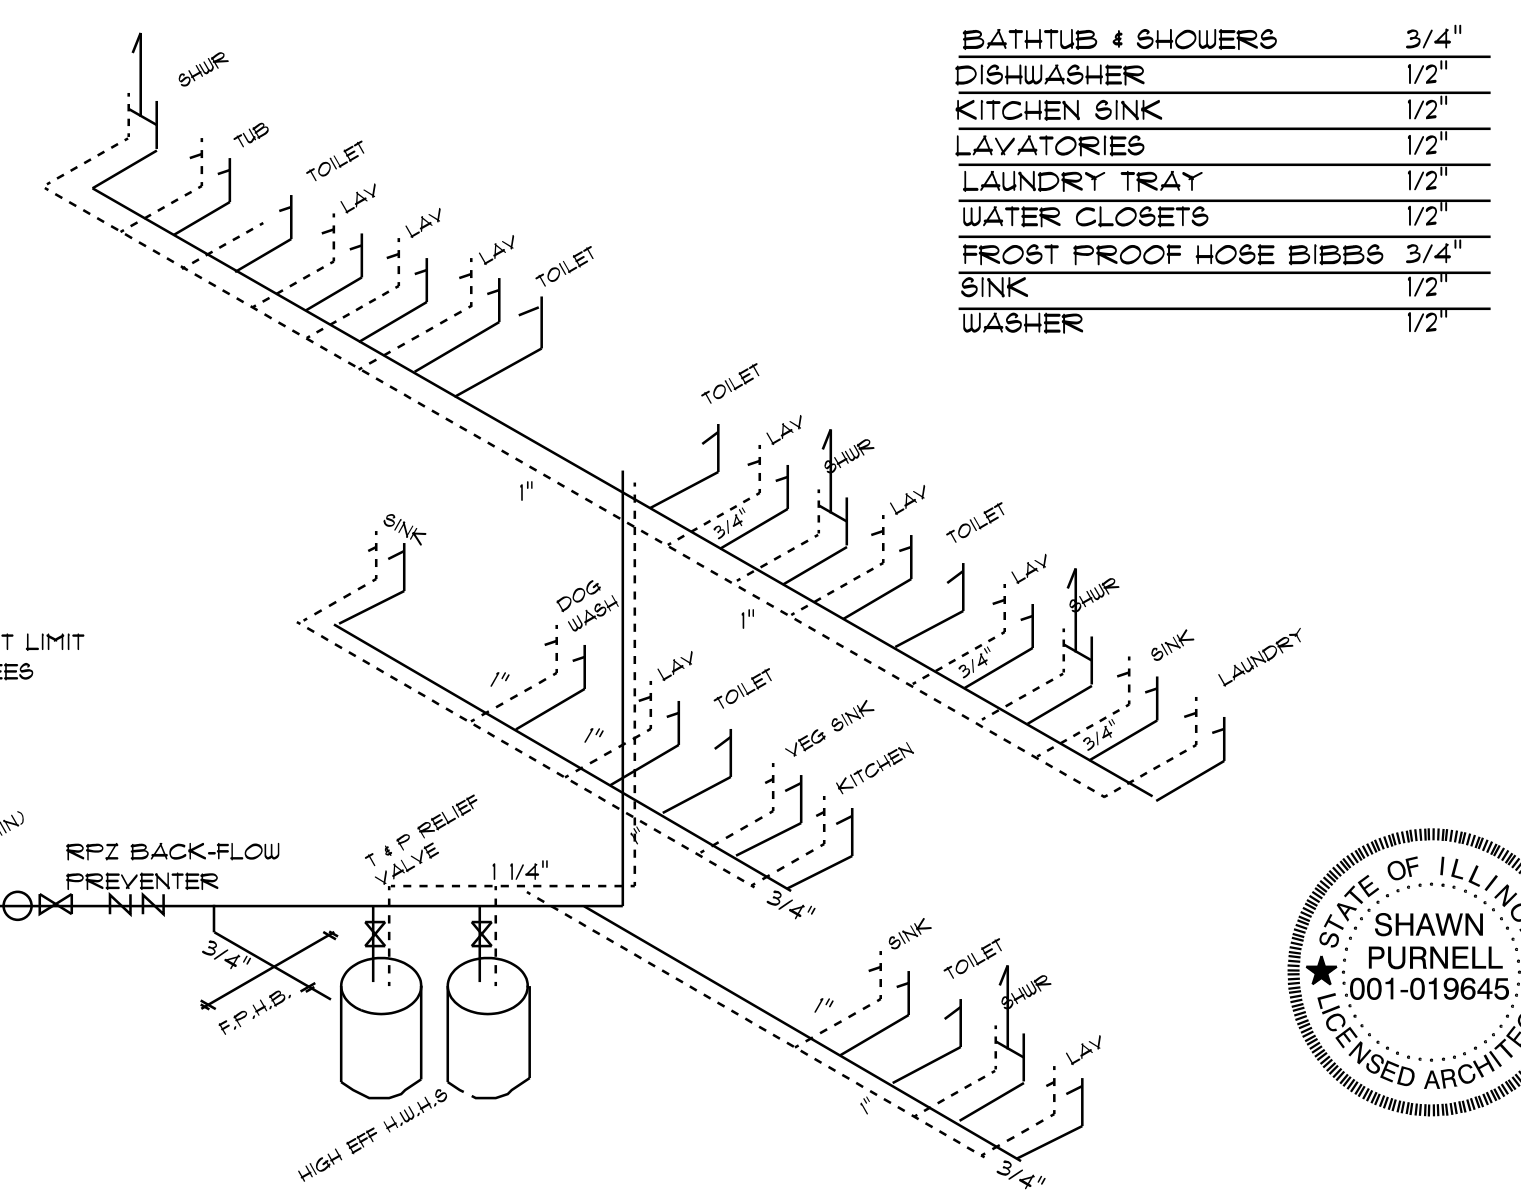 BATHTUB & SHOWERS 3/4"
DISHWASHER 1/2"
KITCHEN SINK 1/2"
LAVATORIES 1/2"
LAUNDRY TRAY 1/2"
WATER CLOSETS 1/2"
FROST PROOF HOSE BIBBS 3/4"
SINK 1/2"
WASHER 1/2"
SHWR
TUB
TOILET
LAV
LAV
LAV
TOILET
1"
TOILET
LAV
3/4"
SHWR
LAV
TOILET
1"
LAV
3/4"
SHWR
SINK
3/4"
LAUNDRY
SINK
DOG
WASH
1"
LAV
1"
TOILET
VEG SINK
KITCHEN
3/4"
T LIMIT
EES
IN)
RPZ BACK-FLOW
PREVENTER
T & P RELIEF
VALVE
1 1/4"
3/4"
F.P.H.B.
HIGH EFF H.W.H.S
SINK
1"
TOILET
SHWR
LAV
1"
3/4"
STATE OF ILLINO
SHAWN
PURNELL
001-019645
LICENSED ARCHITE